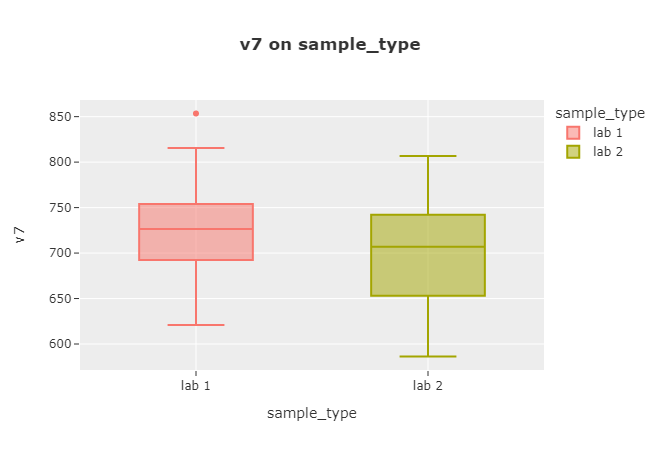 v7 on sample_type
850
800
750
700
650
600
v7
lab 1
lab 2
sample_type
sample_type
lab 1
lab 2